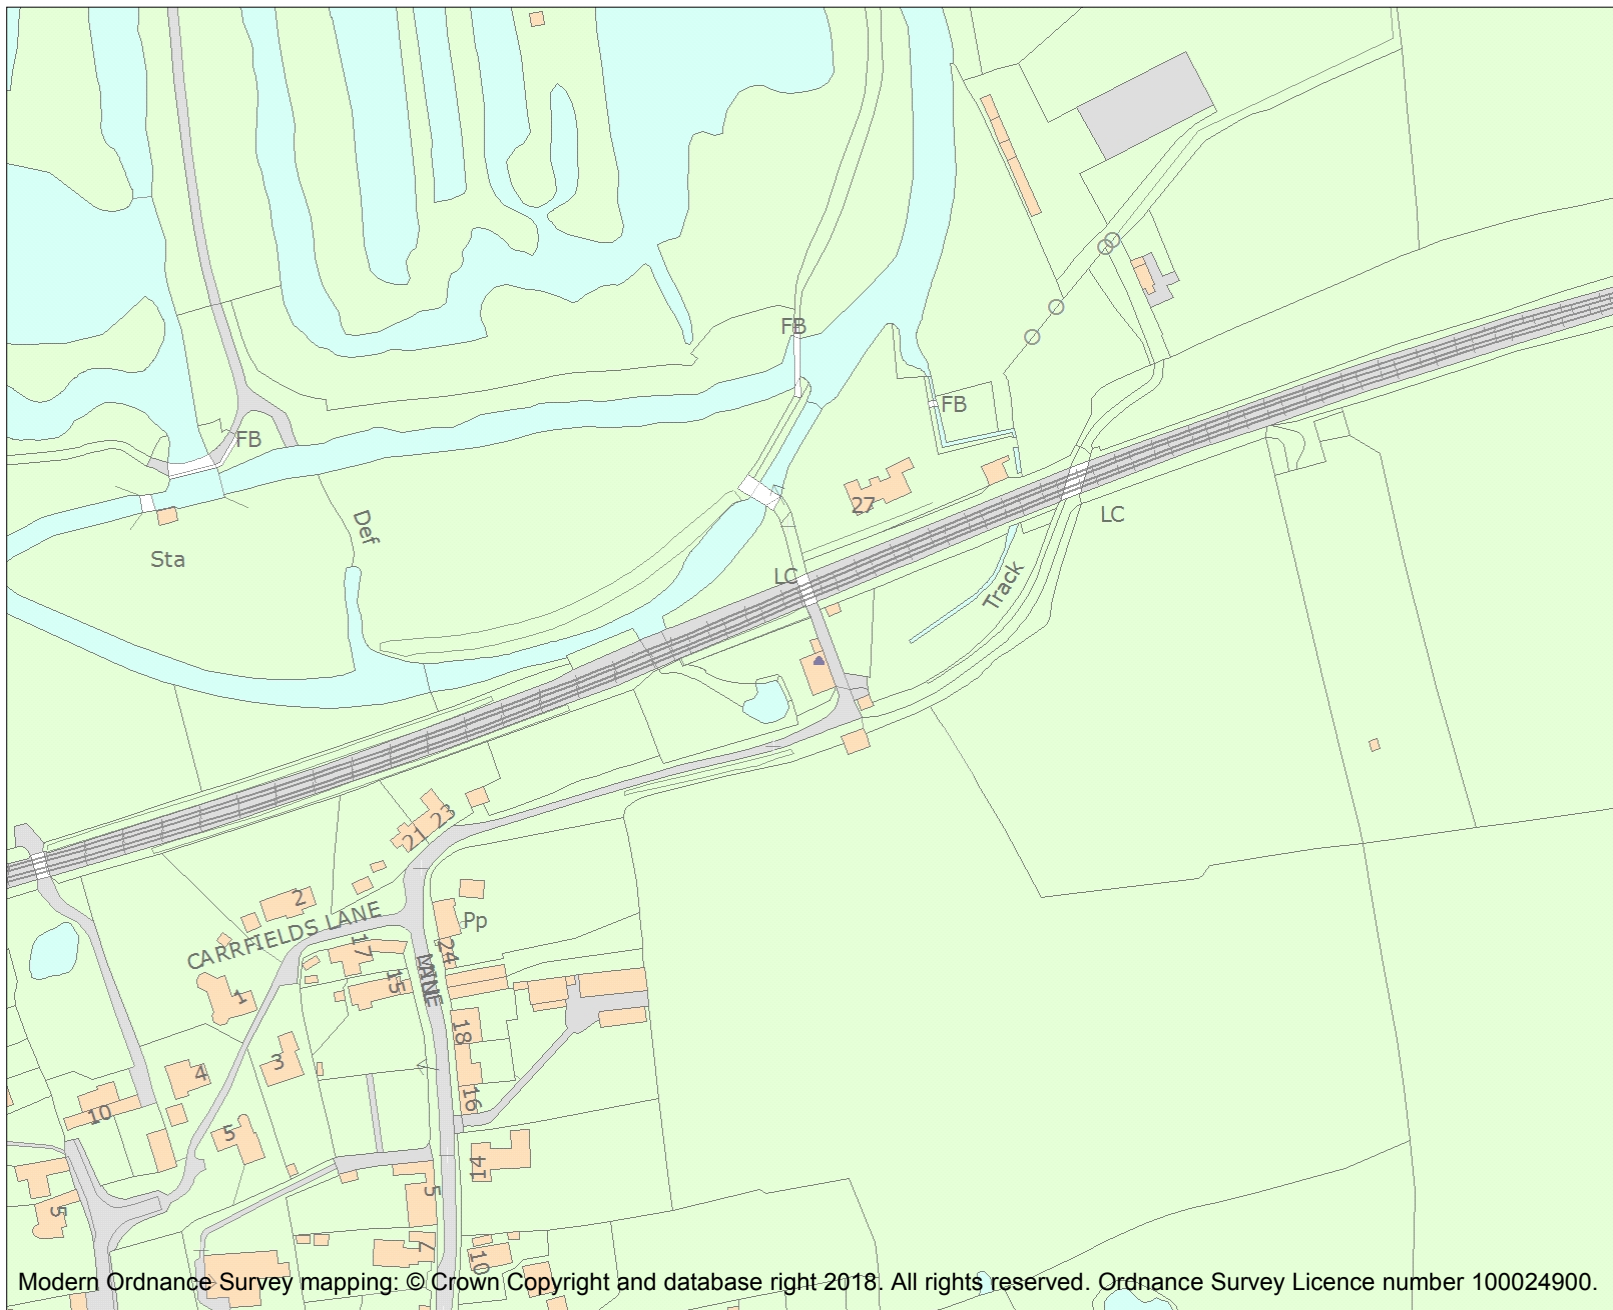 FB
FB
FB
27
Def
LC
Sta
LC
Track
21
23
2
CARRFIELDS LANE
Pp
17
24
15
1
18
3
4
16
10
5
14
5
5
7
10
Modern Ordnance Survey mapping: © Crown Copyright and database right 2018. All rights reserved. Ordnance Survey Licence number 100024900.